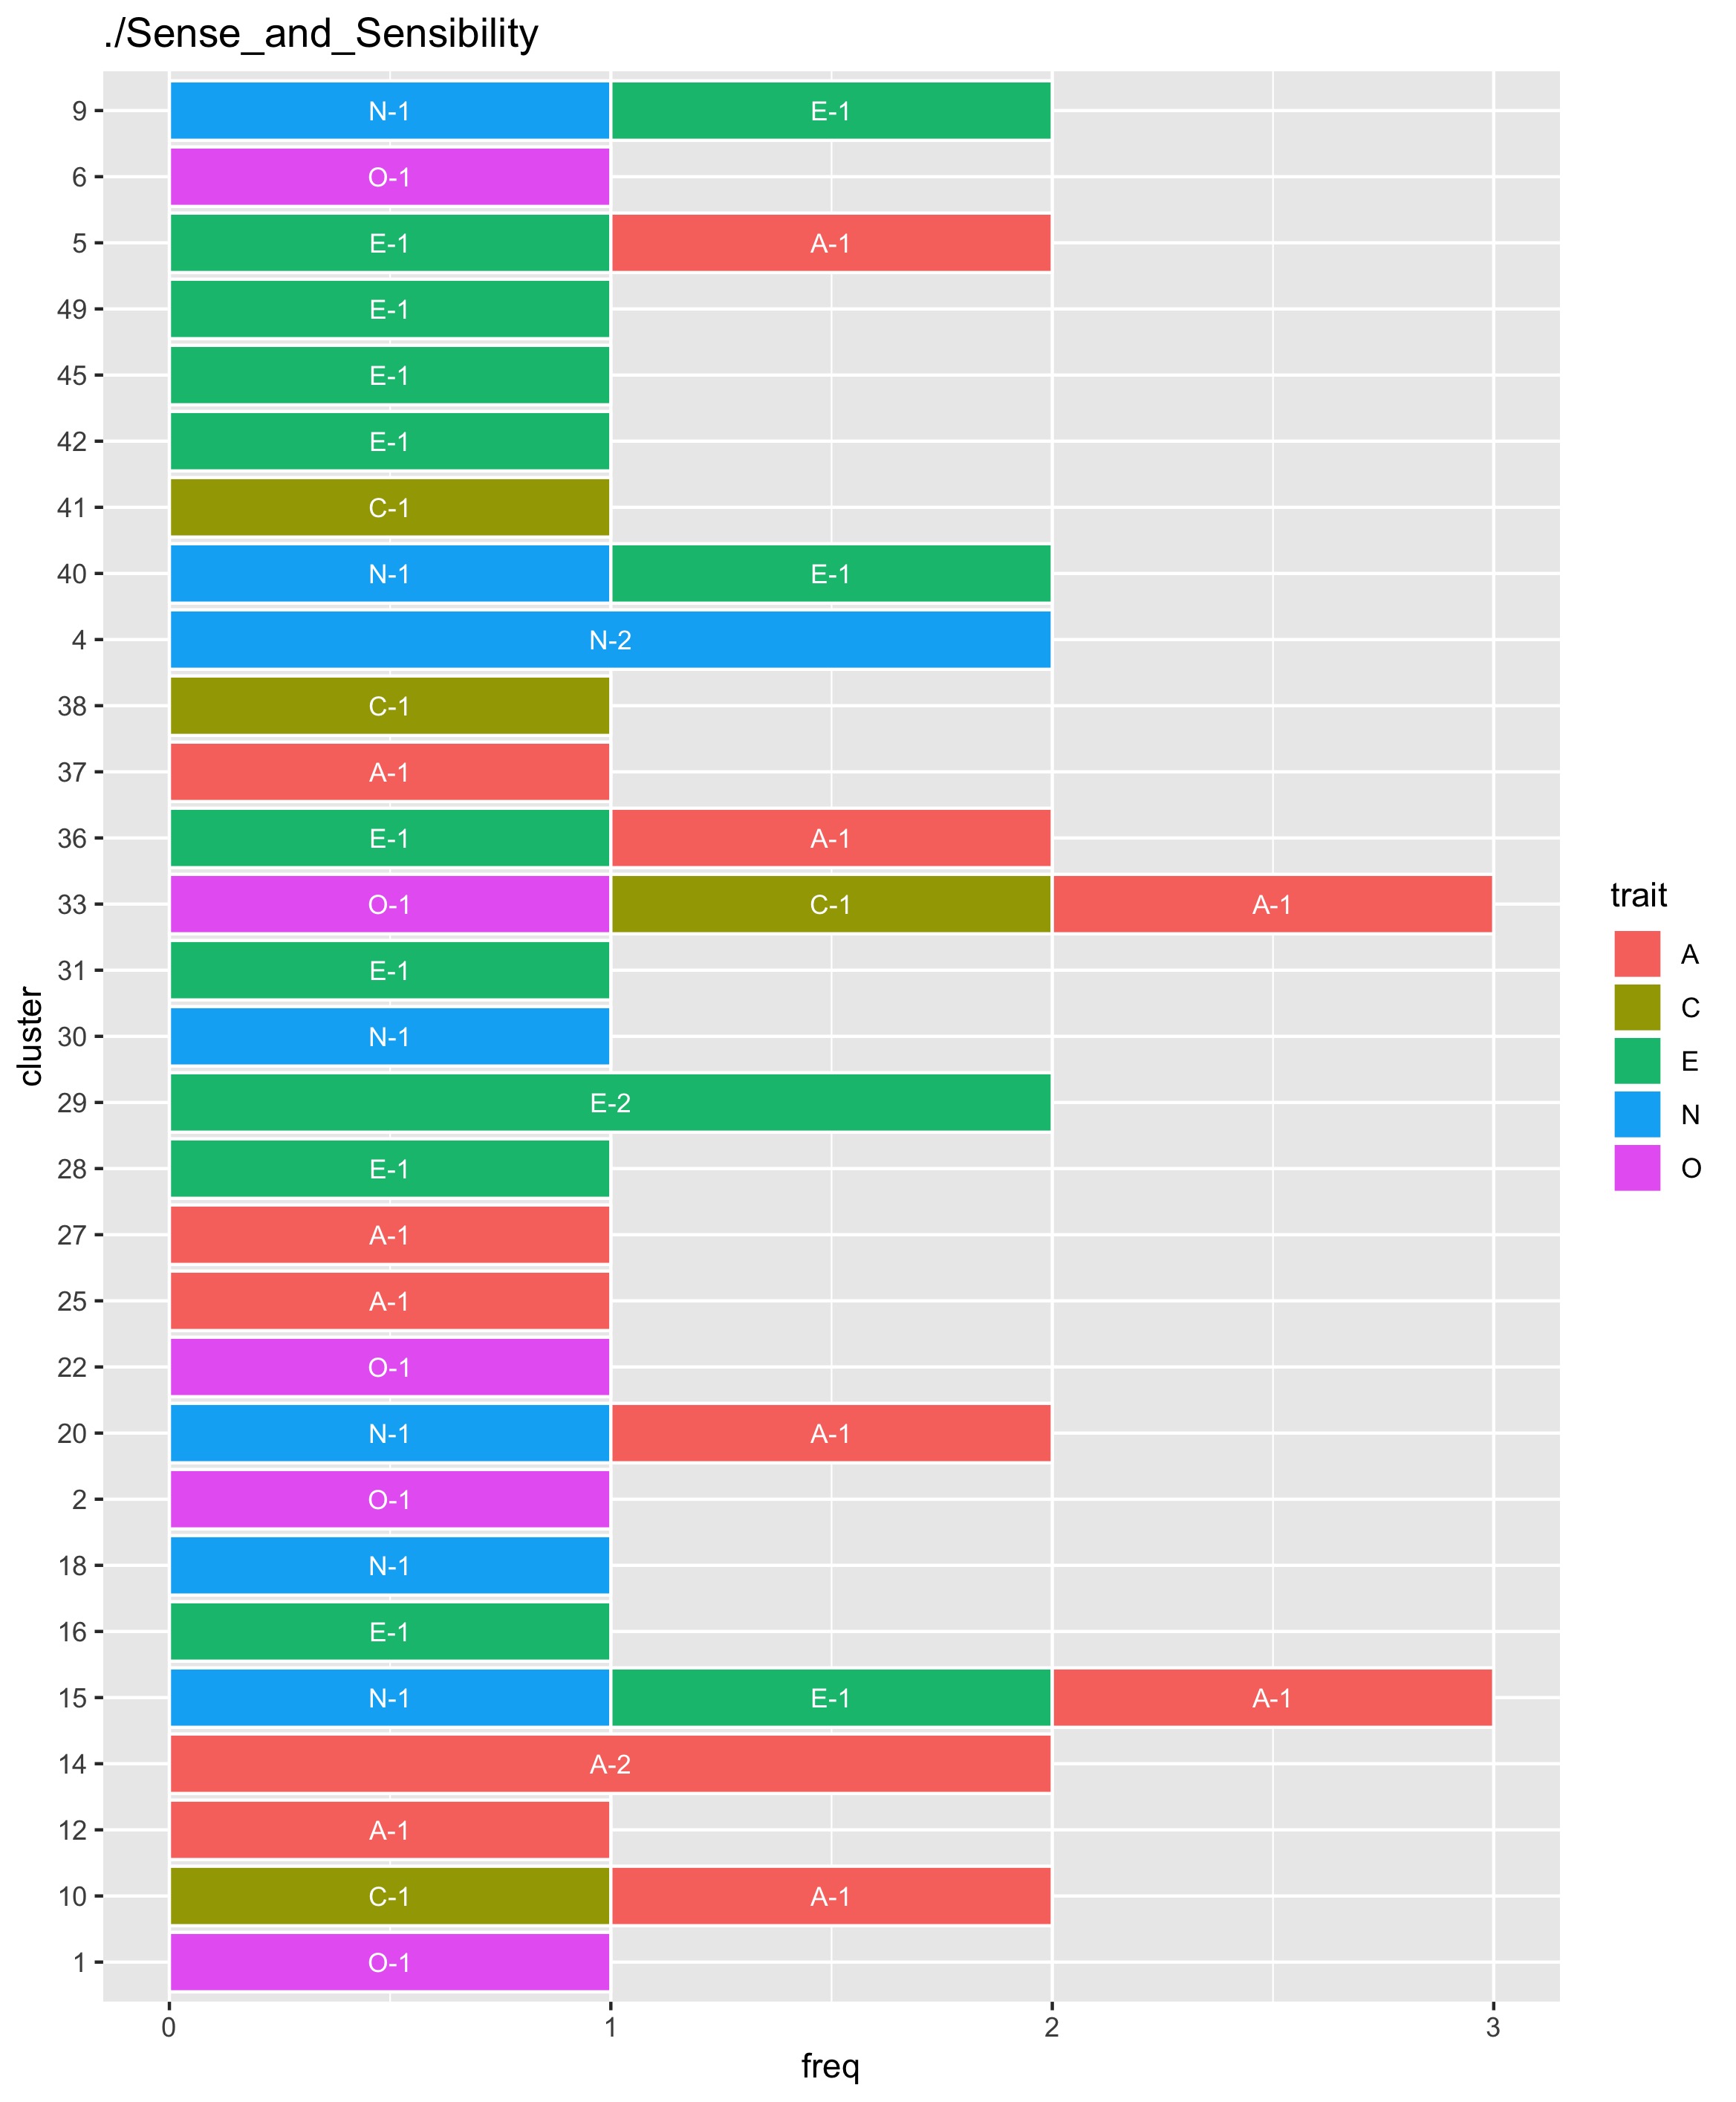 ./Sense_and_Sensibility
9 N-1 E-1
6 O-1
5 E-1 A-1
49 E-1
45 E-1
42 E-1
41 C-1
40 N-1 E-1
4 N-2
38 C-1
37 A-1
36 E-1 A-1
33 O-1 C-1 A-1
31 E-1
30 N-1
29 E-2
28 E-1
27 A-1
25 A-1
22 O-1
20 N-1 A-1
2 O-1
18 N-1
16 E-1
15 N-1 E-1 A-1
14 A-2
12 A-1
10 C-1 A-1
1 O-1
0 1 2 3
freq
cluster
trait
A
C
E
N
O